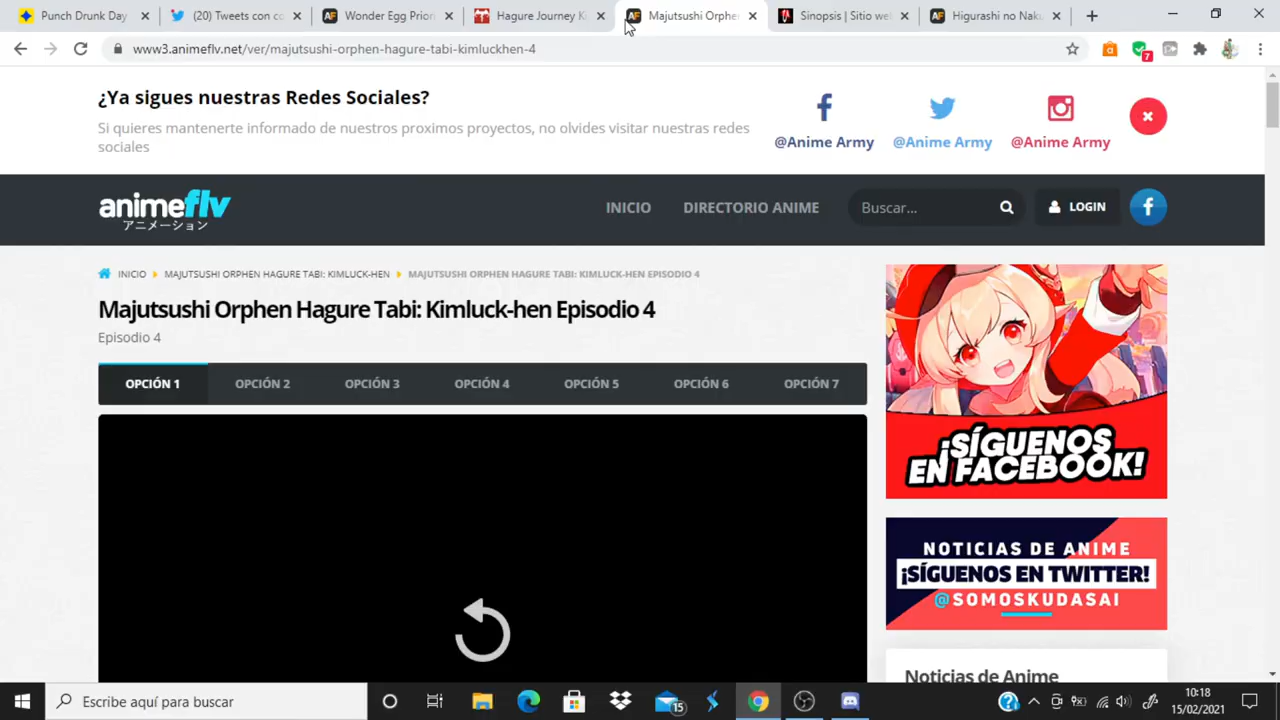 Punch Drunk Day
(20) Tweets con co
Wonder Egg Prior
Hagure Journey K
Majutsushi Orphe
Sinopsis | Sitio we
Higurashi no Naku
www3.animeflv.net/ver/majutsushi-orphen-hagure-tabi-kimluckhen-4
7
¿Ya sigues nuestras Redes Sociales?
Si quieres mantenerte informado de nuestros proximos proyectos, no olvides visitar nuestras redes
sociales
@Anime Army
@Anime Army
@Anime Army
animeflv
アニメーション
INICIO
DIRECTORIO ANIME
Buscar...
LOGIN
INICIO
MAJUTSUSHI ORPHEN HAGURE TABI: KIMLUCK-HEN
MAJUTSUSHI ORPHEN HAGURE TABI: KIMLUCK-HEN EPISODIO 4
Majutsushi Orphen Hagure Tabi: Kimluck-hen Episodio 4
Episodio 4
OPCIÓN 1
OPCIÓN 2
OPCIÓN 3
OPCIÓN 4
OPCIÓN 5
OPCIÓN 6
OPCIÓN 7
¡SÍGUENOS
EN FACEBOOK!
NOTICIAS DE ANIME
¡SÍGUENOS EN TWITTER!
@SOMOSKUDASAI
Noticias de Anime
Escribe aquí para buscar
15
10:18
15/02/2021